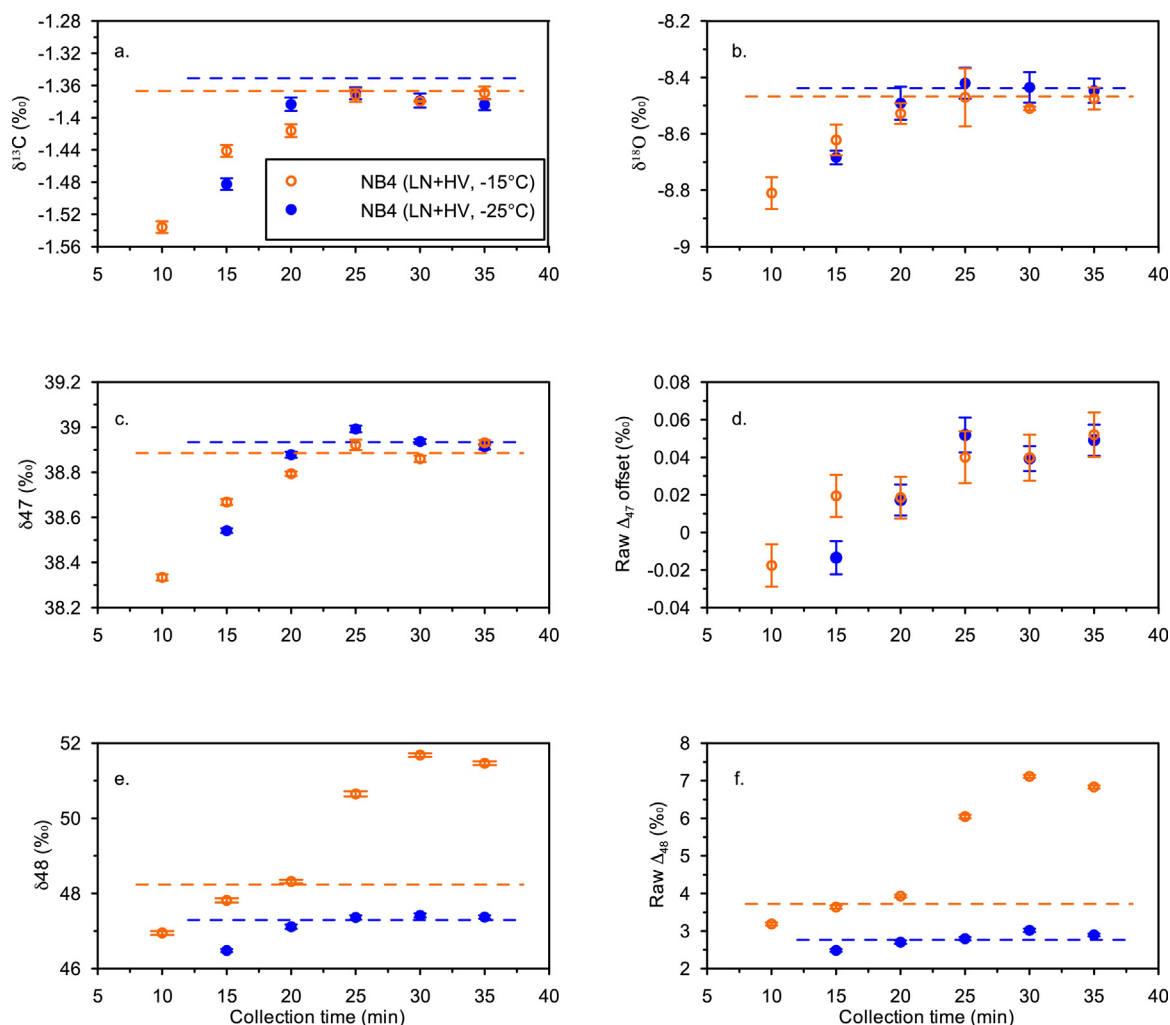 -1.28
-1.32
-1.36
-1.4
-1.44
-1.48
-1.52
-1.56
δ¹³C (‰)
a.
NB4 (LN+HV, -15°C)
NB4 (LN+HV, -25°C)
5 10 15 20 25 30 35 40
-8.2
-8.4
-8.6
-8.8
-9
δ¹⁸O (‰)
b.
5 10 15 20 25 30 35 40
39.2
39
38.8
38.6
38.4
38.2
δ47 (‰)
c.
5 10 15 20 25 30 35 40
0.08
0.06
0.04
0.02
0
-0.02
-0.04
Raw Δ₄₇ offset (‰)
d.
5 10 15 20 25 30 35 40
52
50
48
46
δ48 (‰)
e.
5 10 15 20 25 30 35 40
Collection time (min)
8
7
6
5
4
3
2
Raw Δ₄₈ (‰)
f.
5 10 15 20 25 30 35 40
Collection time (min)